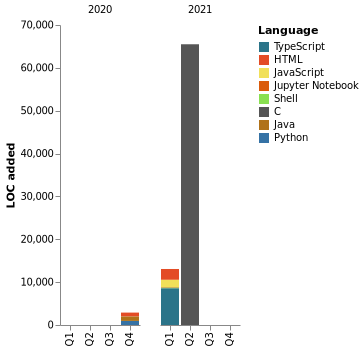 2020 2021
Language
TypeScript
HTML
JavaScript
Jupyter Notebook
Shell
C
Java
Python
LOC added
70,000
60,000
50,000
40,000
30,000
20,000
10,000
0
Q1 Q2 Q3 Q4 Q1 Q2 Q3 Q4